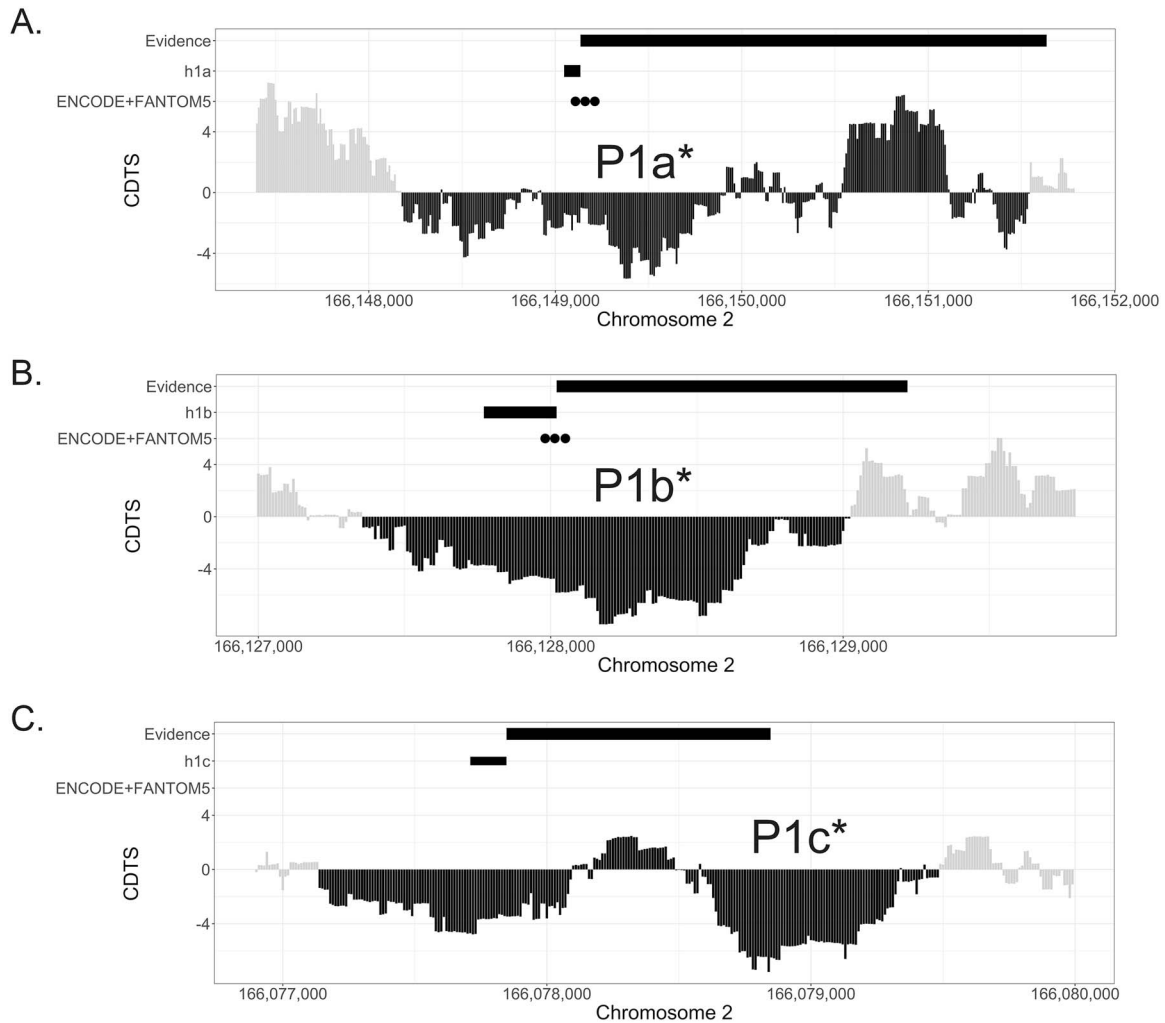 A.
Evidence
h1a
ENCODE+FANTOM5
4
0
-4
CDTS
P1a*
166,148,000 166,149,000 166,150,000 166,151,000 166,152,000
Chromosome 2
B.
Evidence
h1b
ENCODE+FANTOM5
4
0
-4
CDTS
P1b*
166,127,000 166,128,000 166,129,000
Chromosome 2
C.
Evidence
h1c
ENCODE+FANTOM5
4
0
-4
CDTS
P1c*
166,077,000 166,078,000 166,079,000 166,080,000
Chromosome 2